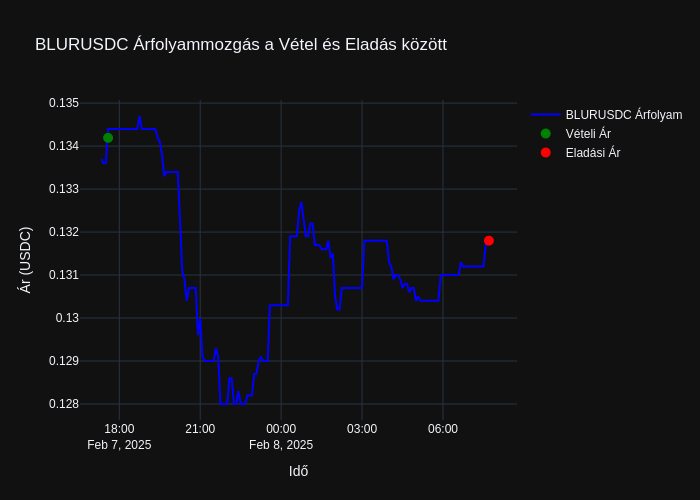 BLURUSDC Árfolyammozgás a Vétel és Eladás között
0.135
0.134
0.133
0.132
0.131
0.13
0.129
0.128
Ár (USDC)
18:00
Feb 7, 2025
21:00
00:00
Feb 8, 2025
03:00
06:00
Idő
BLURUSDC Árfolyam
Vételi Ár
Eladási Ár